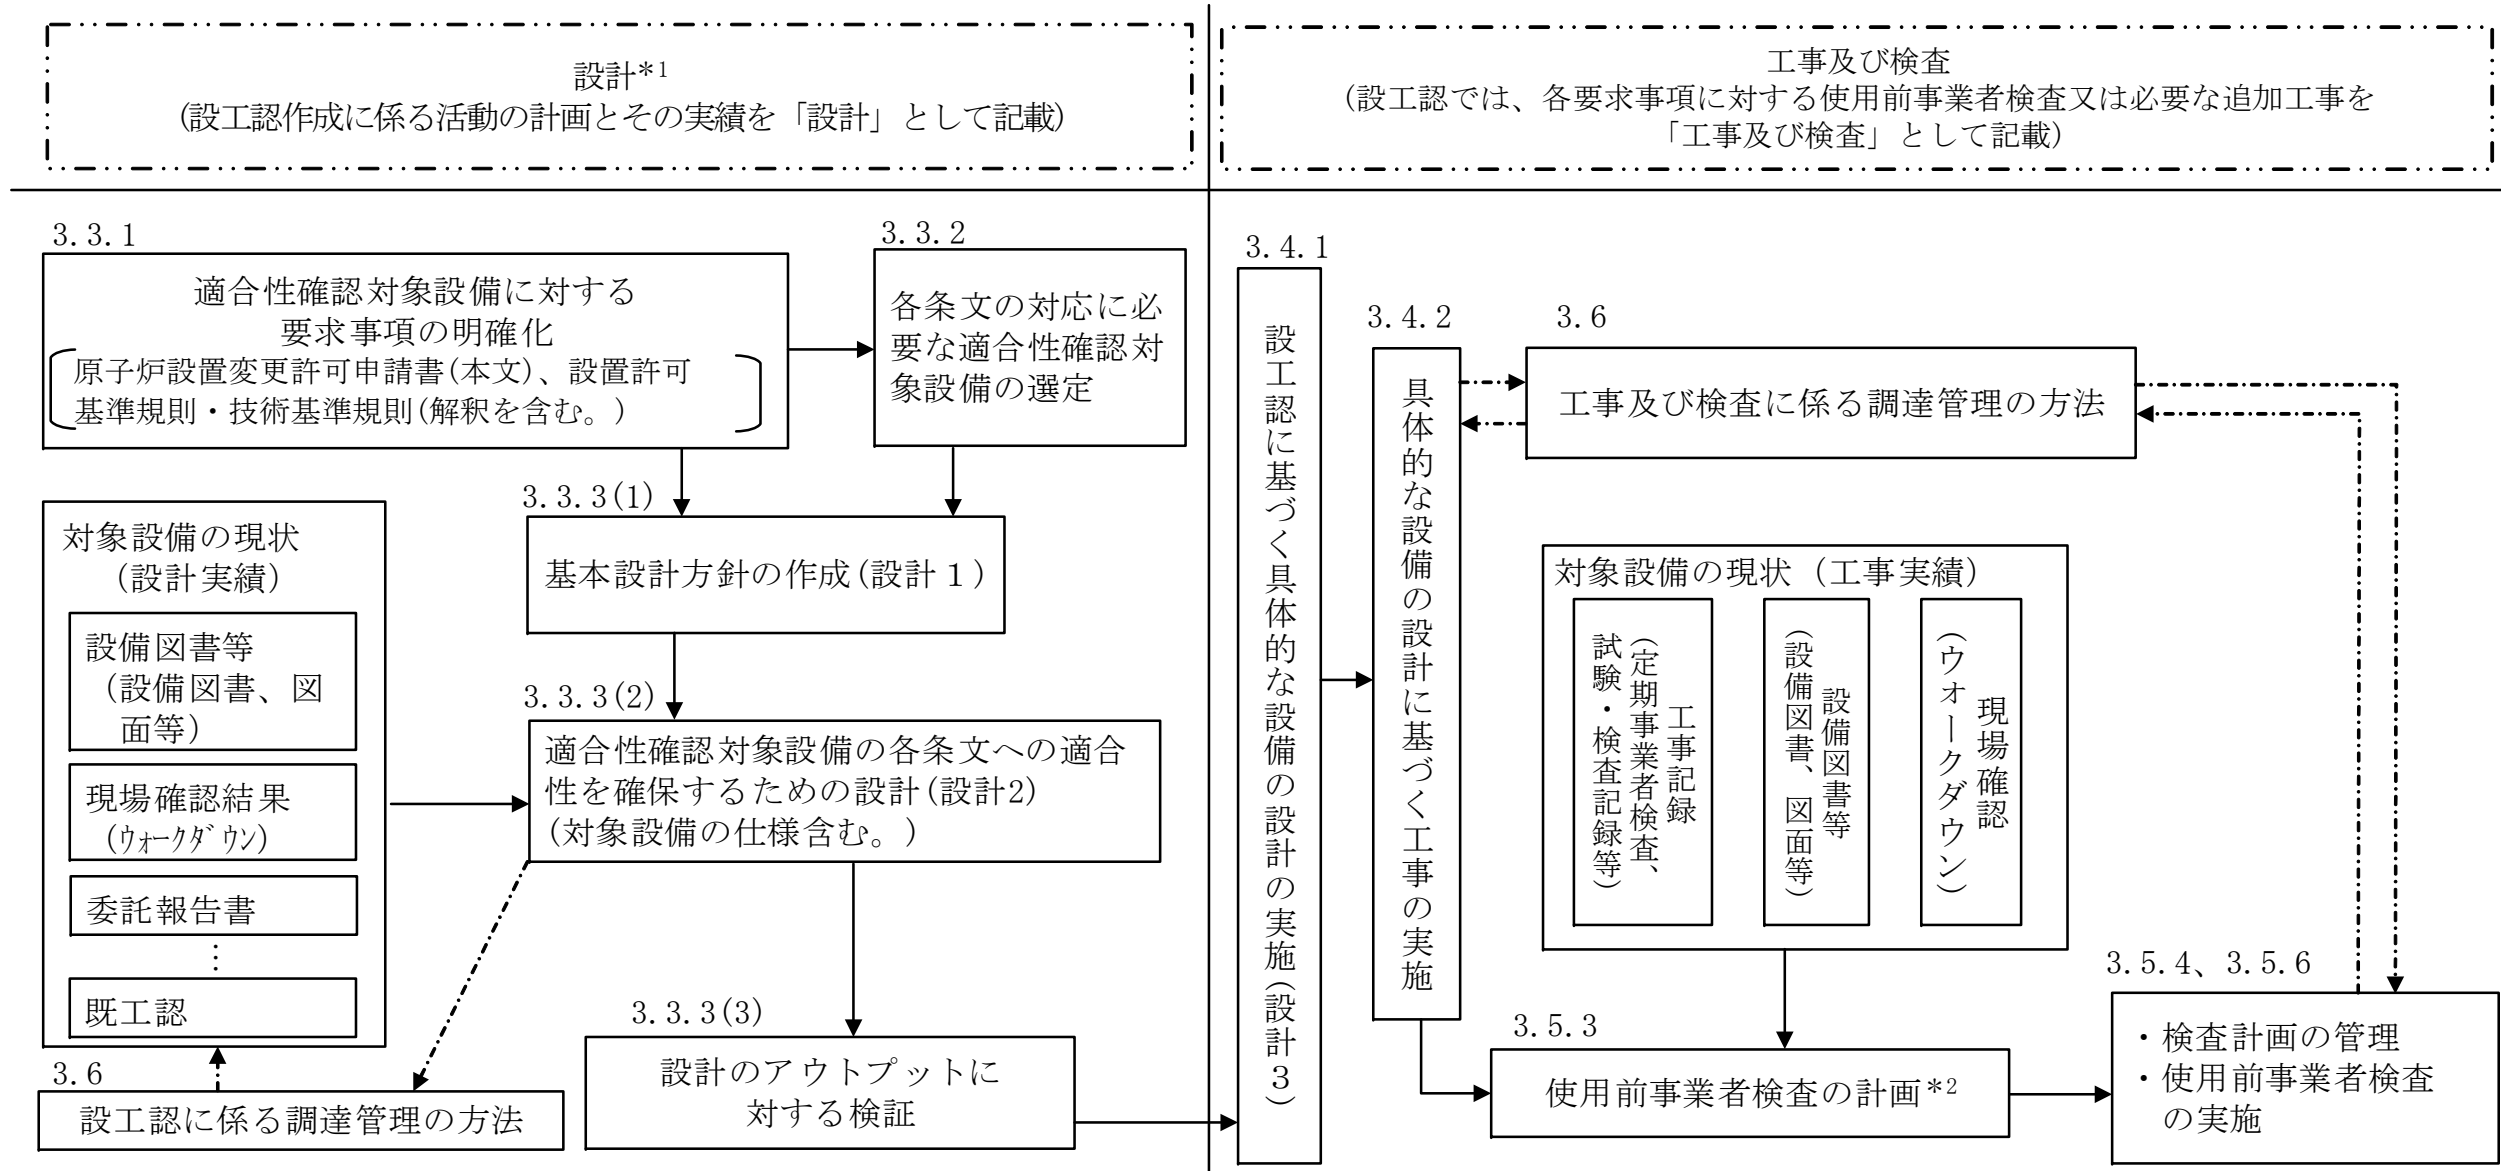 設計*1
(設工認作成に係る活動の計画とその実績を「設計」として記載)
工事及び検査
(設工認では、各要求事項に対する使用前事業者検査又は必要な追加工事を
「工事及び検査」として記載)
3.3.1
適合性確認対象設備に対する
要求事項の明確化
原子炉設置変更許可申請書(本文)、設置許可
基準規則・技術基準規則(解釈を含む。)
3.3.2
各条文の対応に必
要な適合性確認対
象設備の選定
対象設備の現状
(設計実績)
設備図書等
(設備図書、図
面等)
現場確認結果
(ウォークダウン)
委託報告書
⋮
既工認
3.6
設工認に係る調達管理の方法
3.3.3(1)
基本設計方針の作成(設計1)
3.3.3(2)
適合性確認対象設備の各条文への適合
性を確保するための設計(設計2)
(対象設備の仕様含む。)
3.3.3(3)
設計のアウトプットに
対する検証
3.4.1
設工認に基づく具体的な設備の設計の実施(設計3)
3.4.2
具体的な設備の設計に基づく工事の実施
3.6
工事及び検査に係る調達管理の方法
対象設備の現状(工事実績)
工事記録
(定期事業者検査、
試験・検査記録等)
設備図書等
(設備図書、図面等)
現場確認
(ウオークダウン)
3.5.3
使用前事業者検査の計画*2
3.5.4、3.5.6
・検査計画の管理
・使用前事業者検査
の実施